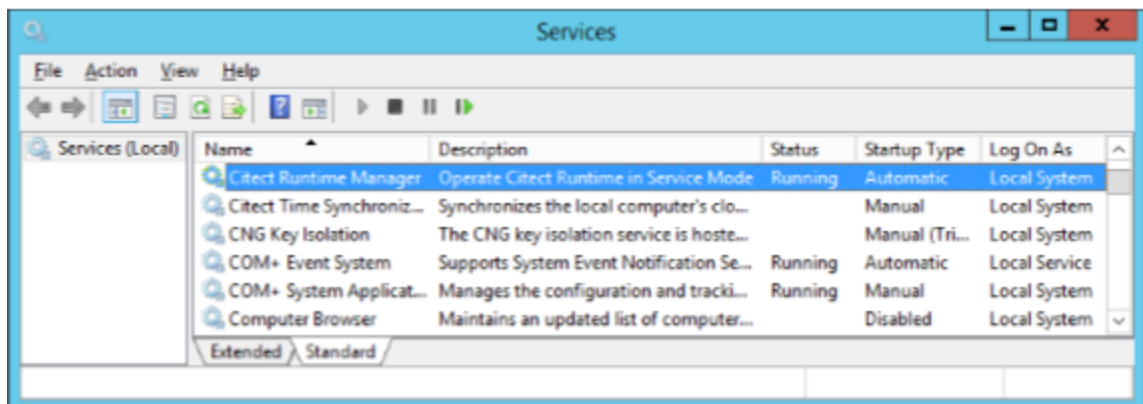 Services
File Action View Help
Services (Local)
Name Description Status Startup Type Log On As
Citect Runtime Manager Operate Citect Runtime in Service Mode Running Automatic Local System
Citect Time Synchroniz... Synchronizes the local computer's clo... Manual Local System
CNG Key Isolation The CNG key isolation service is hoste... Manual (Tri... Local System
COM+ Event System Supports System Event Notification Se... Running Automatic Local Service
COM+ System Applicat... Manages the configuration and tracki... Running Manual Local System
Computer Browser Maintains an updated list of computer... Disabled Local System
Extended Standard